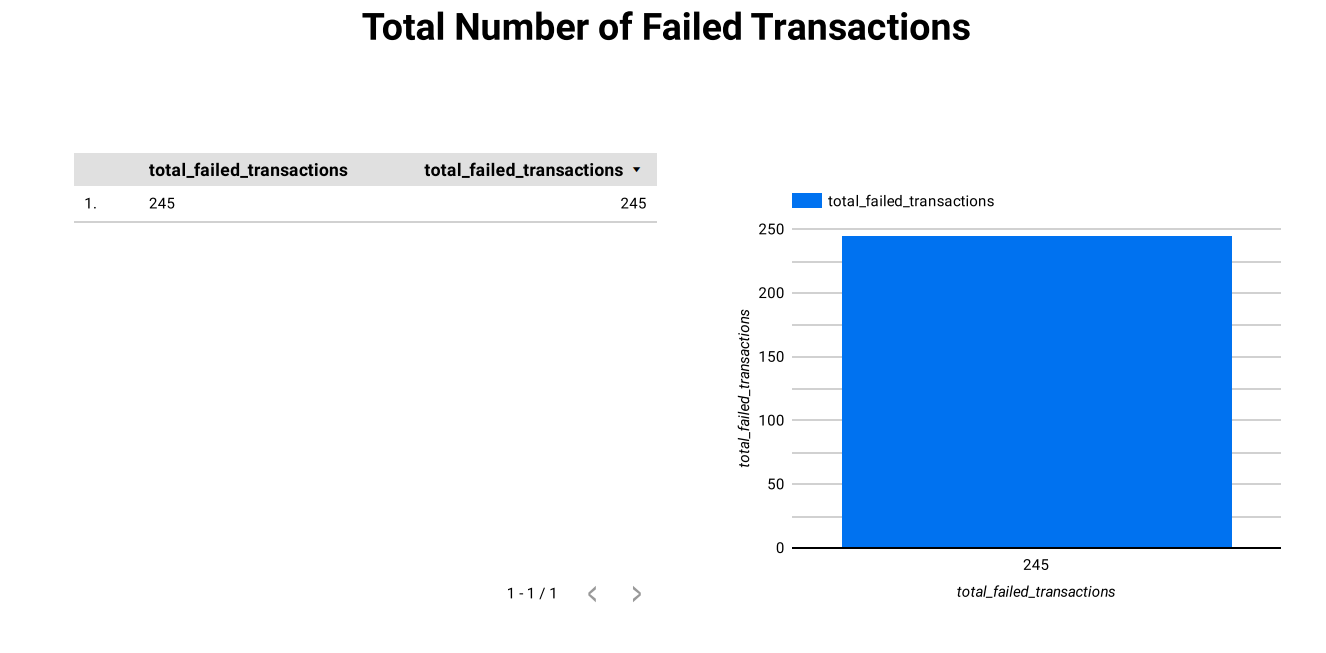 Total Number of Failed Transactions
total_failed_transactions total_failed_transactions
1. 245 245
1 - 1 / 1
total_failed_transactions
250
200
150
100
50
0
total_failed_transactions
245
total_failed_transactions